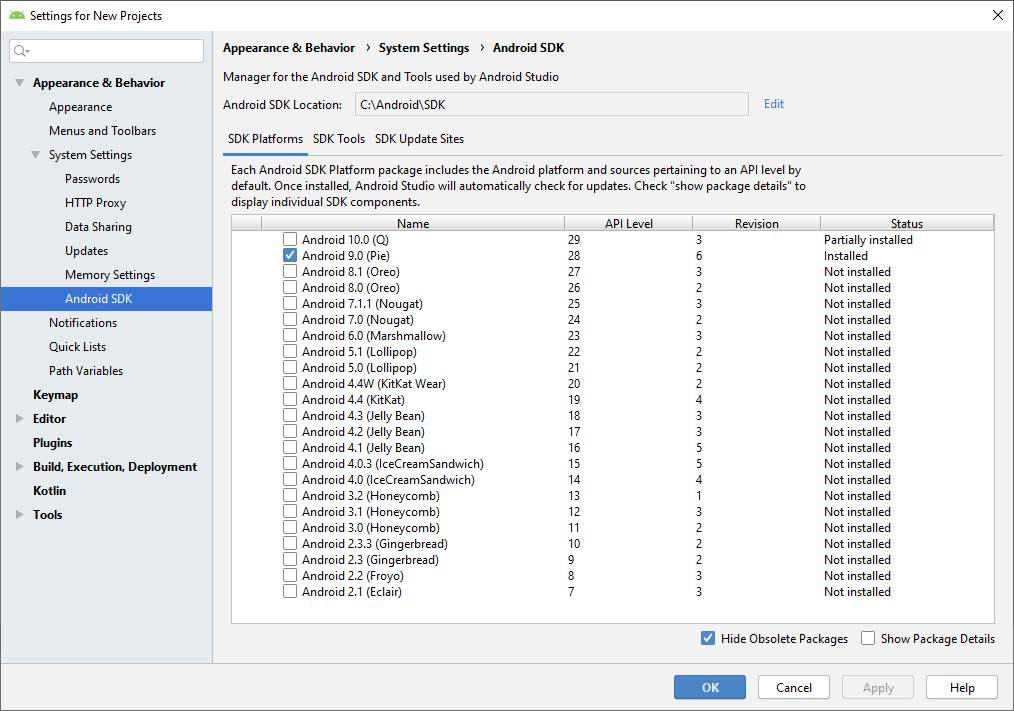 Settings for New Projects
Appearance & Behavior
Appearance
Menus and Toolbars
System Settings
Passwords
HTTP Proxy
Data Sharing
Updates
Memory Settings
Android SDK
Notifications
Quick Lists
Path Variables
Keymap
Editor
Plugins
Build, Execution, Deployment
Kotlin
Tools
Appearance & Behavior › System Settings › Android SDK
Manager for the Android SDK and Tools used by Android Studio
Android SDK Location: C:\Android\SDK Edit
SDK Platforms SDK Tools SDK Update Sites
Each Android SDK Platform package includes the Android platform and sources pertaining to an API level by
default. Once installed, Android Studio will automatically check for updates. Check "show package details" to
display individual SDK components.
Name API Level Revision Status
Android 10.0 (Q) 29 3 Partially installed
Android 9.0 (Pie) 28 6 Installed
Android 8.1 (Oreo) 27 3 Not installed
Android 8.0 (Oreo) 26 2 Not installed
Android 7.1.1 (Nougat) 25 3 Not installed
Android 7.0 (Nougat) 24 2 Not installed
Android 6.0 (Marshmallow) 23 3 Not installed
Android 5.1 (Lollipop) 22 2 Not installed
Android 5.0 (Lollipop) 21 2 Not installed
Android 4.4W (KitKat Wear) 20 2 Not installed
Android 4.4 (KitKat) 19 4 Not installed
Android 4.3 (Jelly Bean) 18 3 Not installed
Android 4.2 (Jelly Bean) 17 3 Not installed
Android 4.1 (Jelly Bean) 16 5 Not installed
Android 4.0.3 (IceCreamSandwich) 15 5 Not installed
Android 4.0 (IceCreamSandwich) 14 4 Not installed
Android 3.2 (Honeycomb) 13 1 Not installed
Android 3.1 (Honeycomb) 12 3 Not installed
Android 3.0 (Honeycomb) 11 2 Not installed
Android 2.3.3 (Gingerbread) 10 2 Not installed
Android 2.3 (Gingerbread) 9 2 Not installed
Android 2.2 (Froyo) 8 3 Not installed
Android 2.1 (Eclair) 7 3 Not installed
Hide Obsolete Packages Show Package Details
OK Cancel Apply Help